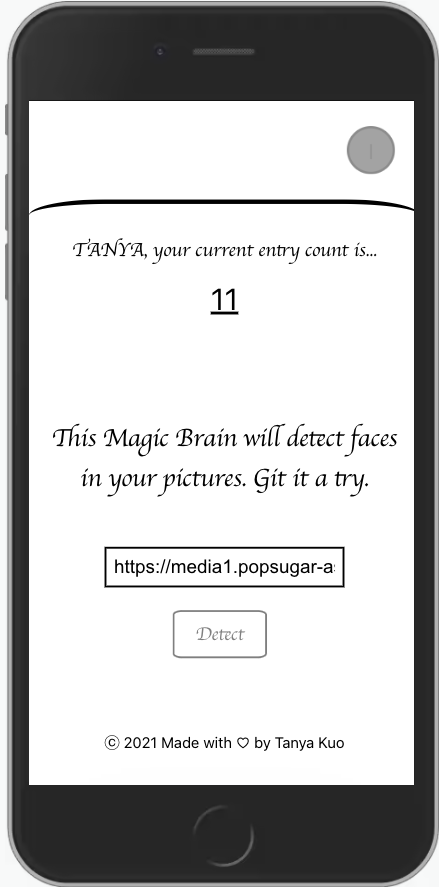 TANYA, your current entry count is...
11
This Magic Brain will detect faces
in your pictures. Git it a try.
https://media1.popsugar-a
Detect
ⓒ 2021 Made with ♡ by Tanya Kuo